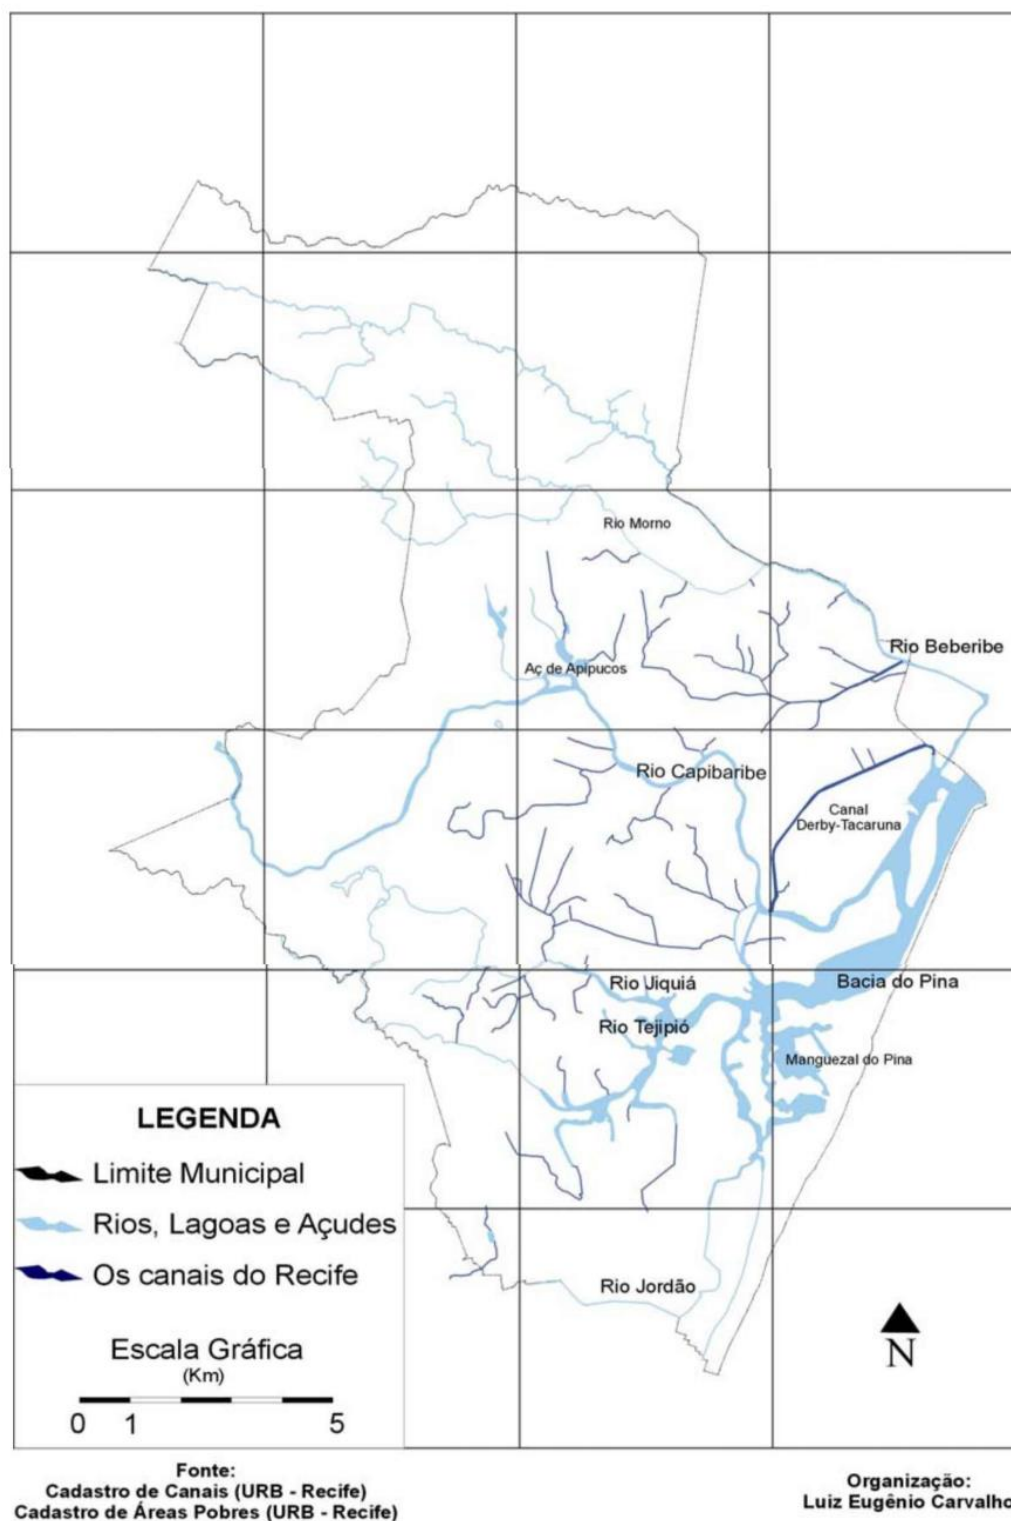 Rio Morno
Rio Beberibe
Aç de Apipucos
Rio Capibaribe
Canal
Derby-Tacaruna
Rio Jiquiá
Bacia do Pina
Rio Tejipió
Manguezal do Pina
LEGENDA
Limite Municipal
Rios, Lagoas e Açudes
Os canais do Recife
Rio Jordão
Escala Gráfica
(Km)
0 1 5
N
Fonte:
Cadastro de Canais (URB - Recife)
Cadastro de Áreas Pobres (URB - Recife)
Organização:
Luiz Eugênio Carvalho